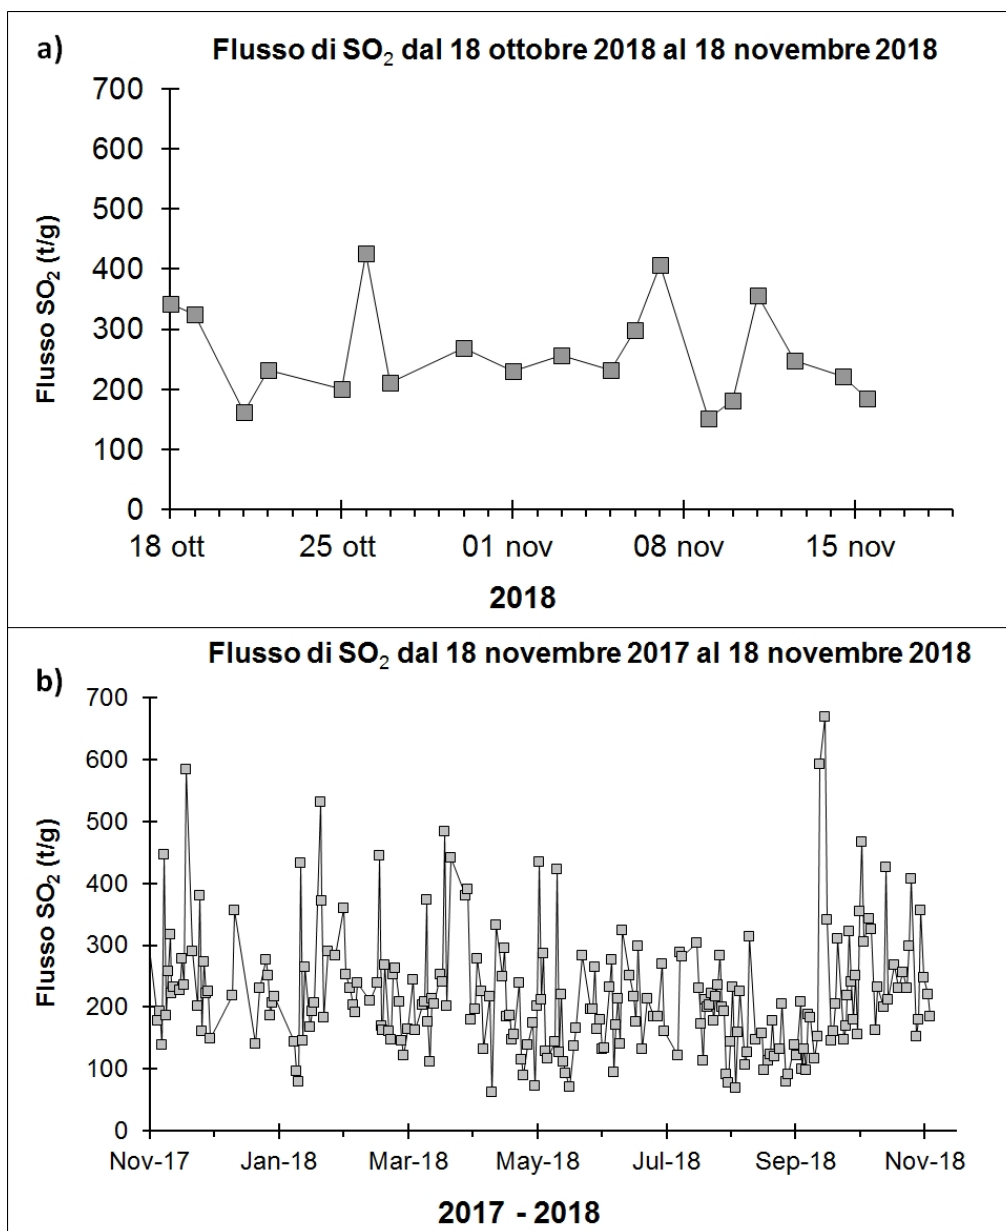 a)
Flusso di SO₂ dal 18 ottobre 2018 al 18 novembre 2018
Flusso SO₂ (t/g)
700
600
500
400
300
200
100
0
18 ott 25 ott 01 nov 08 nov 15 nov
2018
b)
Flusso di SO₂ dal 18 novembre 2017 al 18 novembre 2018
Flusso SO₂ (t/g)
700
600
500
400
300
200
100
0
Nov-17 Jan-18 Mar-18 May-18 Jul-18 Sep-18 Nov-18
2017 - 2018